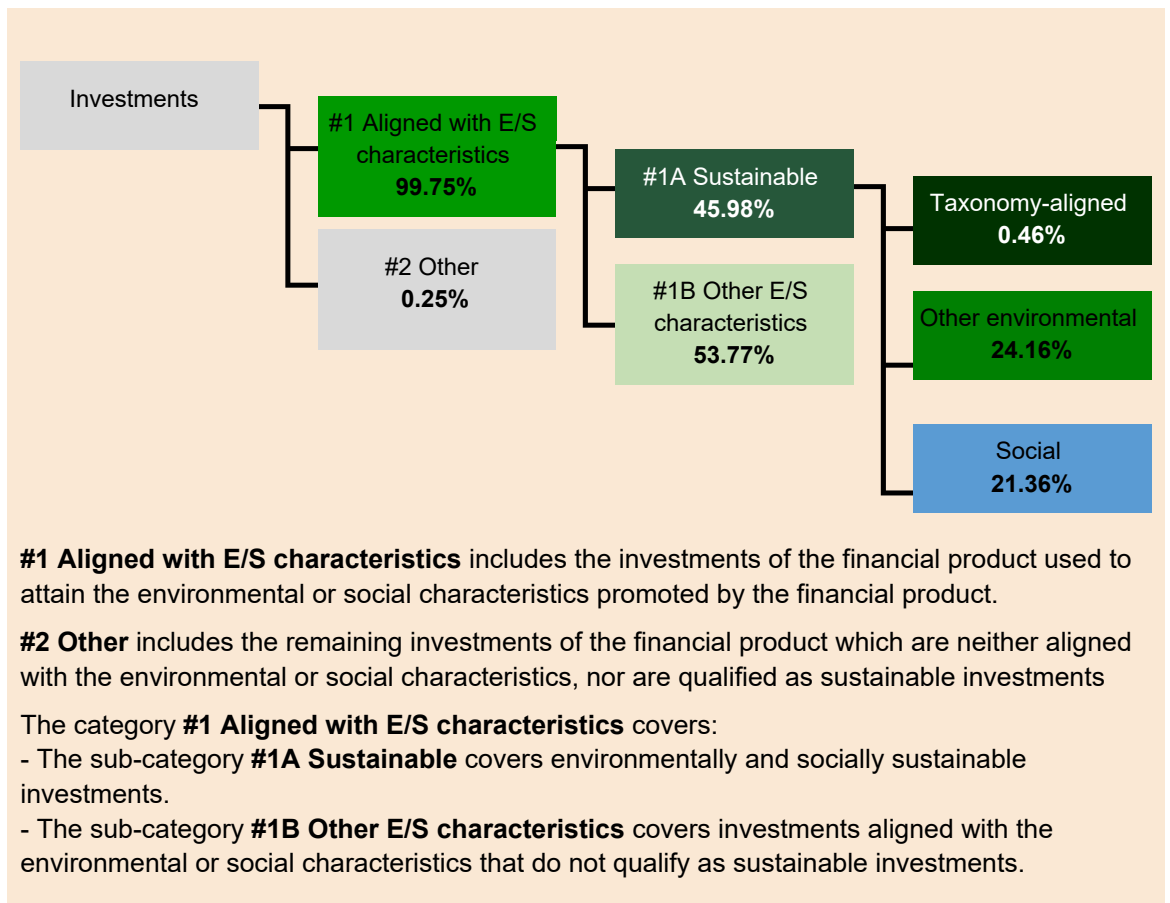 Investments
#1 Aligned with E/S
characteristics
99.75%
#2 Other
0.25%
#1A Sustainable
45.98%
#1B Other E/S
characteristics
53.77%
Taxonomy-aligned
0.46%
Other environmental
24.16%
Social
21.36%
#1 Aligned with E/S characteristics includes the investments of the financial product used to
attain the environmental or social characteristics promoted by the financial product.
#2 Other includes the remaining investments of the financial product which are neither aligned
with the environmental or social characteristics, nor are qualified as sustainable investments
The category #1 Aligned with E/S characteristics covers:
- The sub-category #1A Sustainable covers environmentally and socially sustainable
investments.
- The sub-category #1B Other E/S characteristics covers investments aligned with the
environmental or social characteristics that do not qualify as sustainable investments.